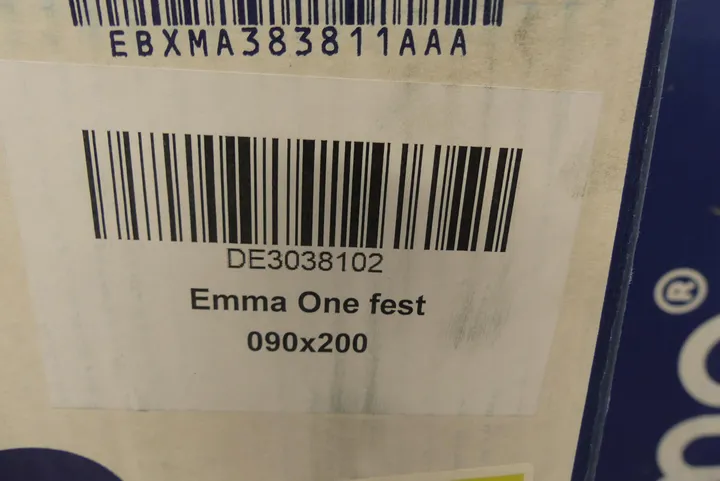 EBXMA383811AAA
DE3038102
Emma One fest
090x200
®